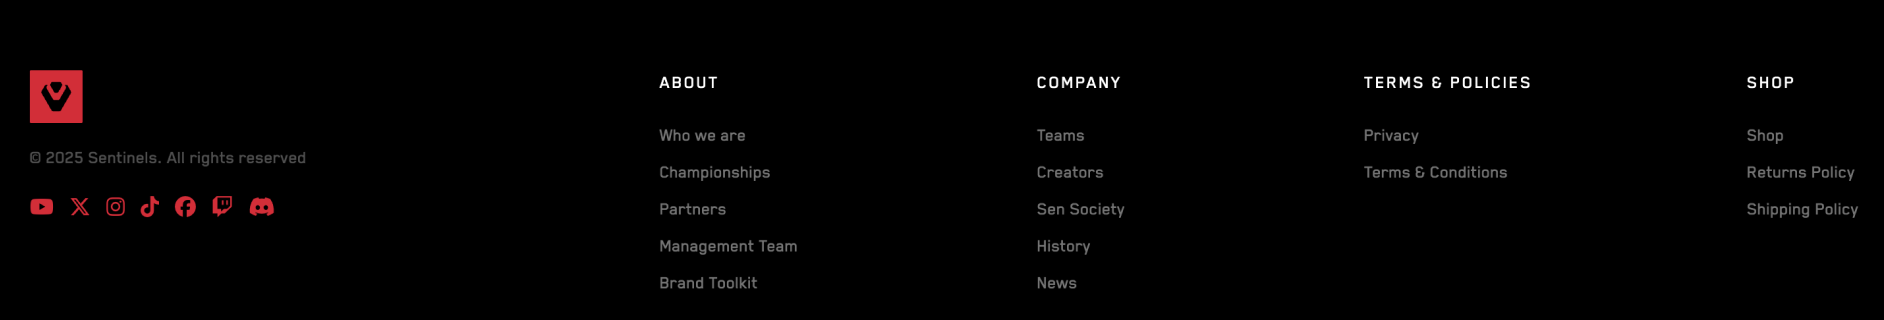 © 2025 Sentinels. All rights reserved
ABOUT
Who we are
Championships
Partners
Management Team
Brand Toolkit
COMPANY
Teams
Creators
Sen Society
History
News
TERMS & POLICIES
Privacy
Terms & Conditions
SHOP
Shop
Returns Policy
Shipping Policy